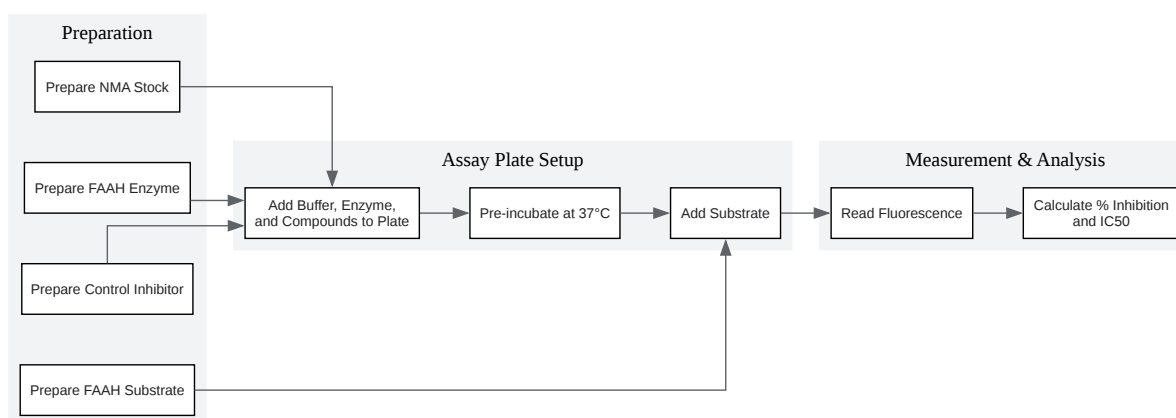 Preparation
Prepare NMA Stock
Prepare FAAH Enzyme
Prepare Control Inhibitor
Prepare FAAH Substrate
Assay Plate Setup
Add Buffer, Enzyme,
and Compounds to Plate
Pre-incubate at 37°C
Add Substrate
Measurement & Analysis
Read Fluorescence
Calculate % Inhibition
and IC50